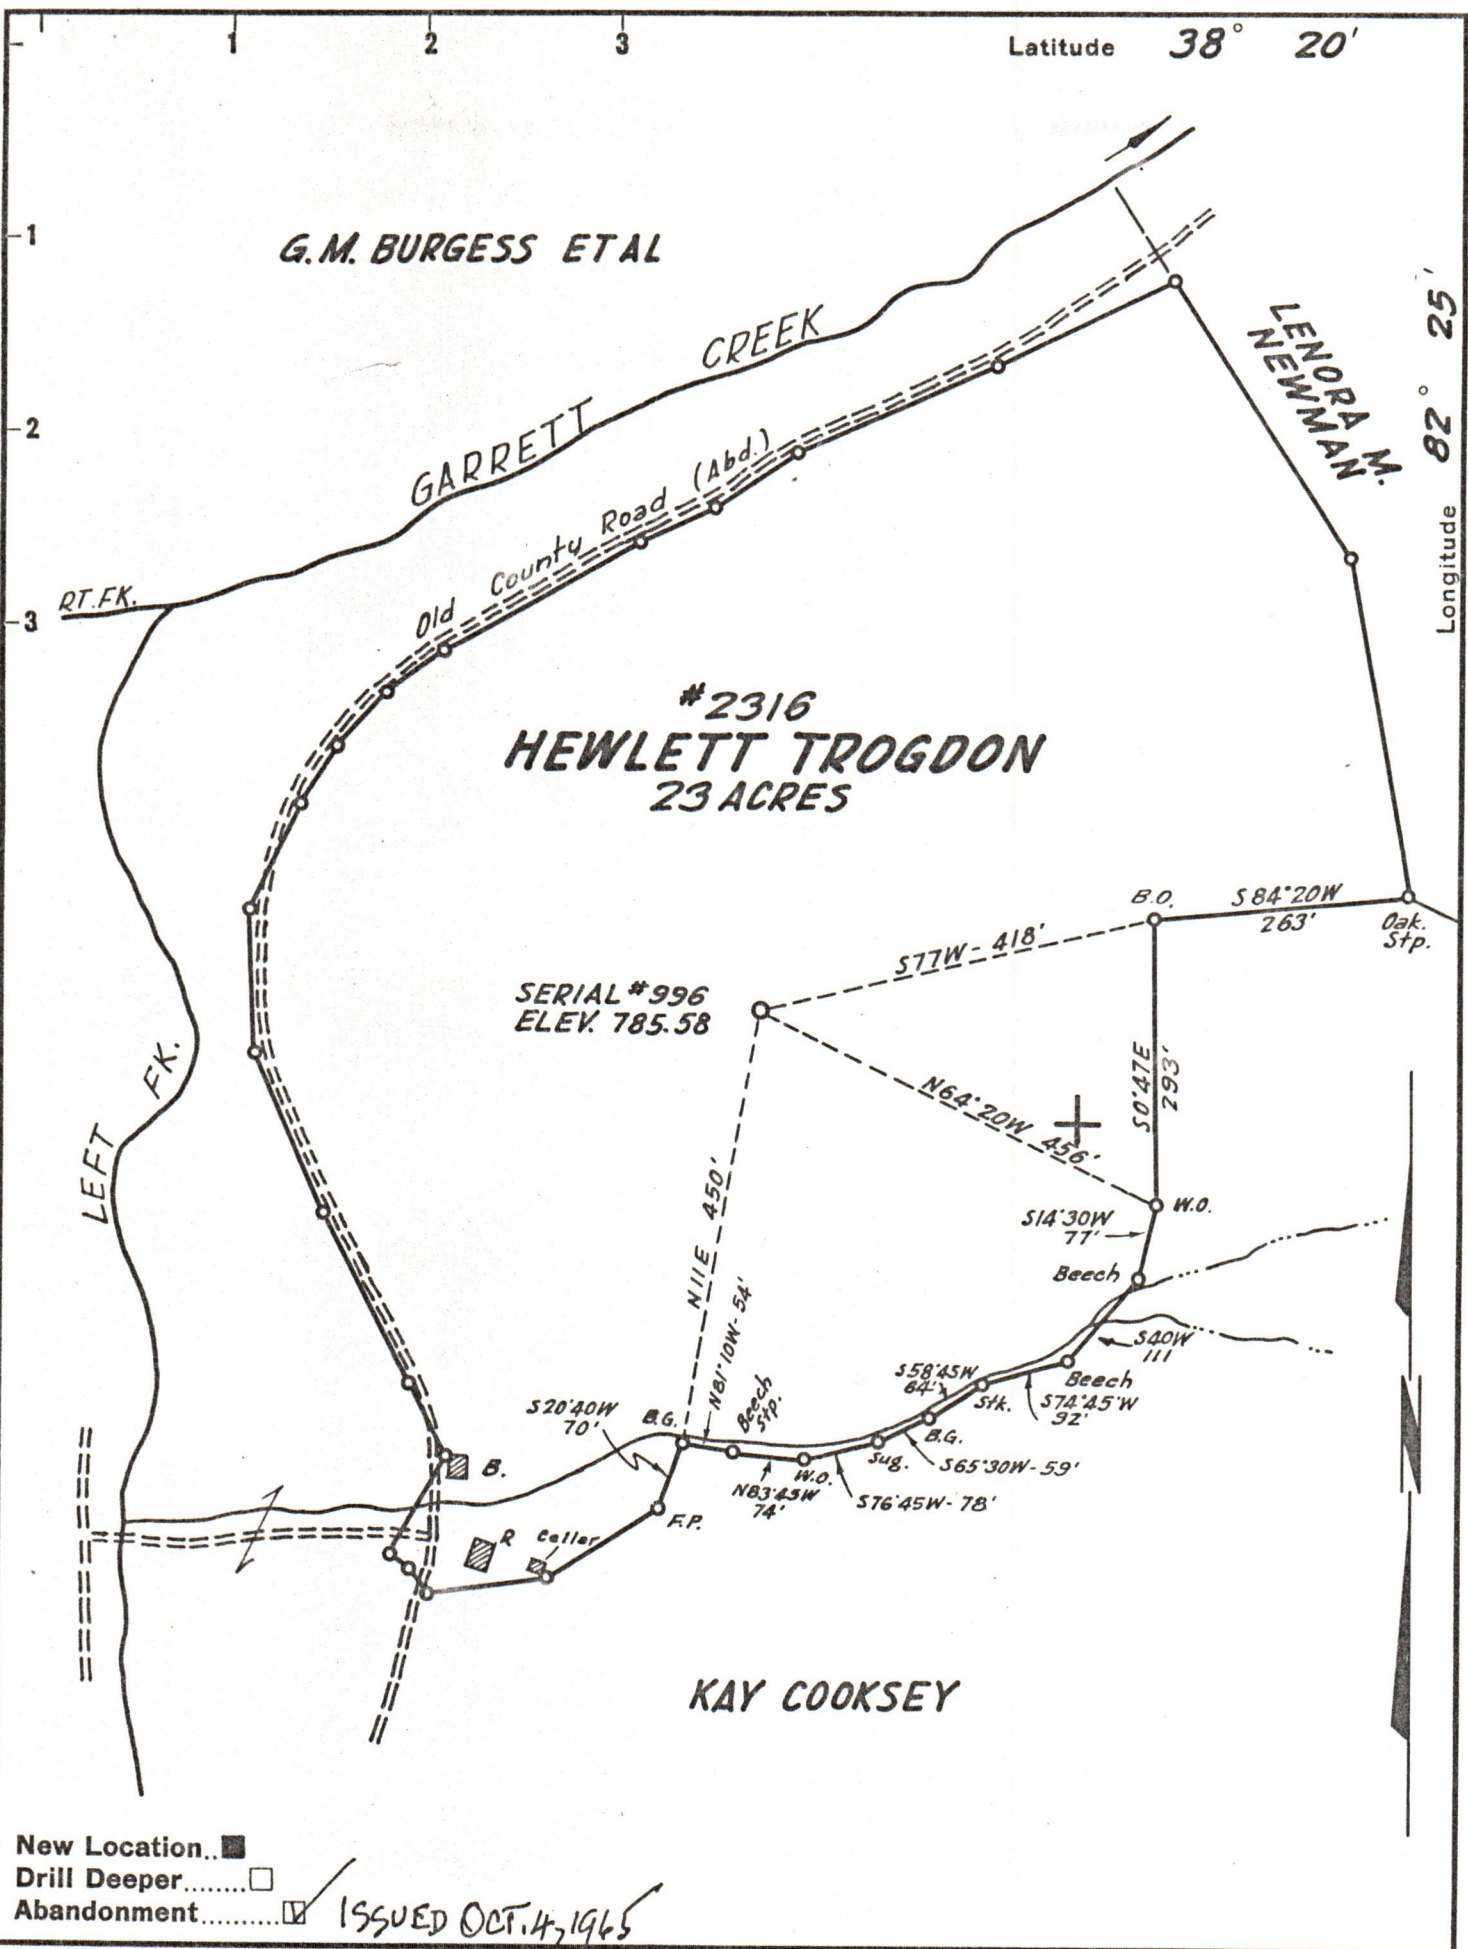 1 2 3
Latitude 38° 20'
1
2
3
Longitude 82° 25'
G.M. BURGESS ET AL
GARRETT CREEK
LENORA M.
NEWMAN
Old County Road (Abd.)
RT. FK.
#2316
HEWLETT TROGDON
23 ACRES
B.O.
S84°20W
263'
Oak.
Stp.
S77W - 418'
SERIAL #996
ELEV. 785.58
LEFT FK.
N64°20W 456'
S0°47E
293'
W.O.
S14°30W
77'
Beech
N11E 450'
N81°10W - 54'
S40W
111
Beech
S58°45W
64'
Stk.
S74°45'W
92'
Beech
Stp.
S20°40W
70'
B.G.
B.G.
Sug.
S65°30W - 59'
W.O.
N83°45W
74'
S76°45W - 78'
B.
F.P.
R
Cellar
KAY COOKSEY
New Location..
Drill Deeper........
Abandonment..........
ISSUED OCT. 4, 1965